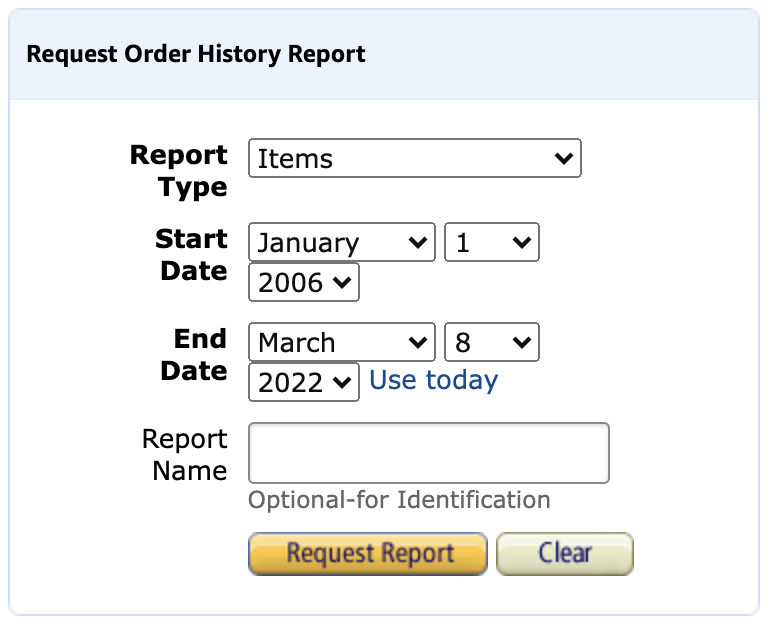 Request Order History Report
Report Type
Items
Start Date
January 1
2006
End Date
March 8
2022 Use today
Report Name
Optional-for Identification
Request Report Clear